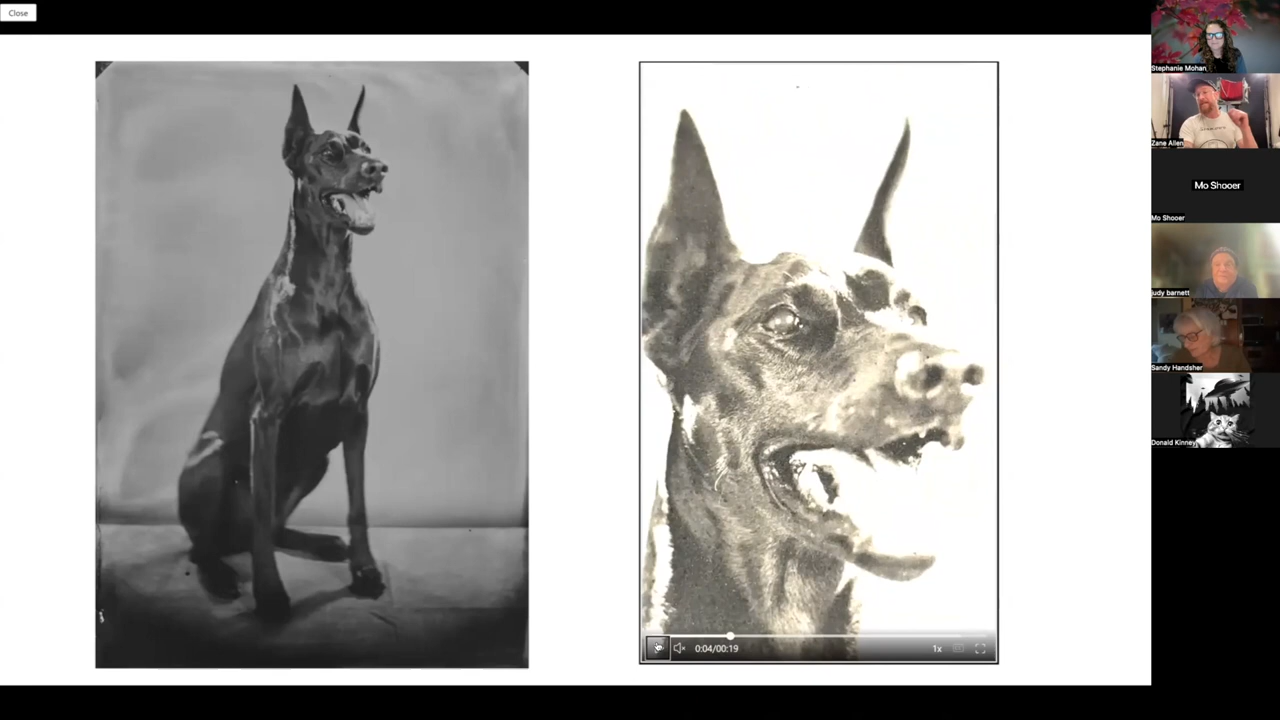 Close
0:04/00:19
1x
Stephanie Mohan
Zane Allen
Mo Shooer
Mo Shooer
judy barnett
Sandy Handsher
Donald Kinney